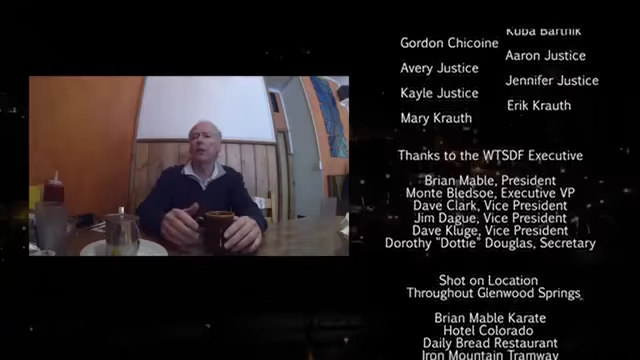 Kuba Bartnik
Gordon Chicoine
Aaron Justice
Avery Justice
Jennifer Justice
Kayle Justice
Erik Krauth
Mary Krauth
Thanks to the WTSDF Executive
Brian Mable, President
Monte Bledsoe, Executive VP
Dave Clark, Vice President
Jim Dague, Vice President
Dave Kluge, Vice President
Dorothy "Dottie" Douglas, Secretary
Shot on Location
Throughout Glenwood Springs
Brian Mable Karate
Hotel Colorado
Daily Bread Restaurant
Iron Mountain Tramway